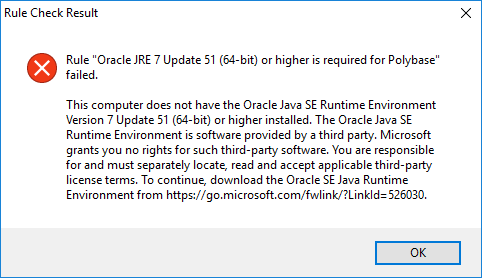 Rule Check Result
Rule "Oracle JRE 7 Update 51 (64-bit) or higher is required for Polybase"
failed.
This computer does not have the Oracle Java SE Runtime Environment
Version 7 Update 51 (64-bit) or higher installed. The Oracle Java SE
Runtime Environment is software provided by a third party. Microsoft
grants you no rights for such third-party software. You are responsible
for and must separately locate, read and accept applicable third-party
license terms. To continue, download the Oracle SE Java Runtime
Environment from https://go.microsoft.com/fwlink/?LinkId=526030.
OK